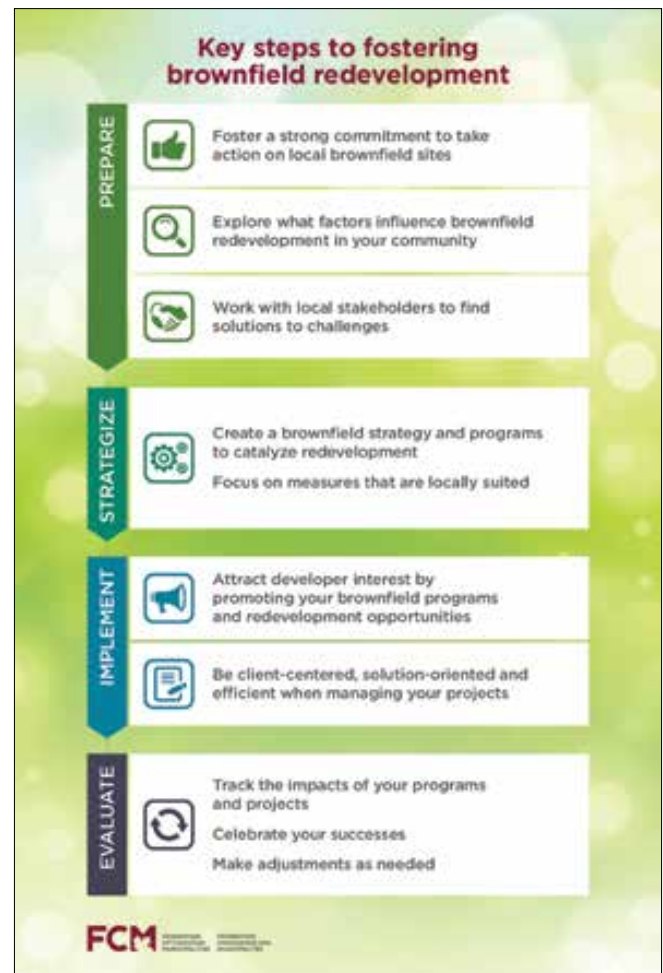 Key steps to fostering
brownfield redevelopment
PREPARE
Foster a strong commitment to take
action on local brownfield sites
Explore what factors influence brownfield
redevelopment in your community
Work with local stakeholders to find
solutions to challenges
STRATEGIZE
Create a brownfield strategy and programs
to catalyze redevelopment
Focus on measures that are locally suited
IMPLEMENT
Attract developer interest by
promoting your brownfield programs
and redevelopment opportunities
Be client-centered, solution-oriented and
efficient when managing your projects
EVALUATE
Track the impacts of your programs
and projects
Celebrate your successes
Make adjustments as needed
FCM